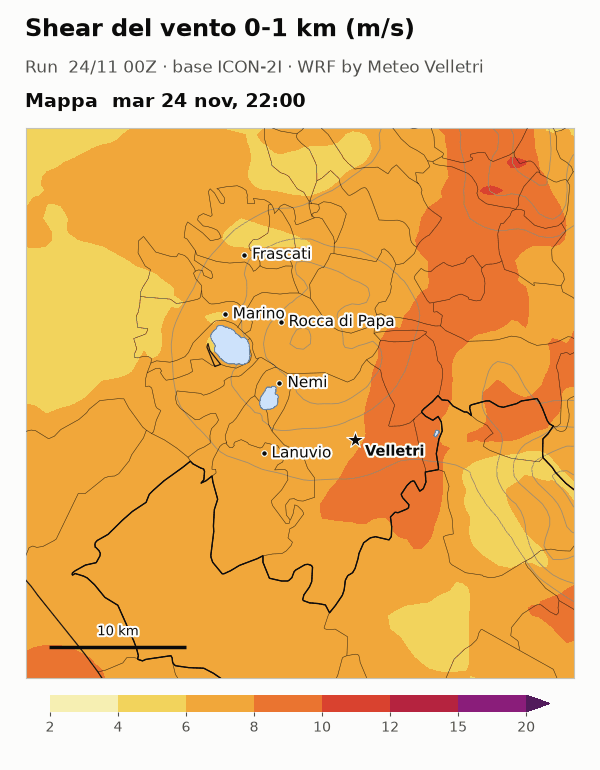 Shear del vento 0-1 km (m/s)
Run  24/11 00Z · base ICON-2I · WRF by Meteo Velletri
Mappa  mar 24 nov, 22:00
Frascati
Marino
Rocca di Papa
Nemi
Velletri
Lanuvio
10 km
2 4 6 8 10 12 15 20